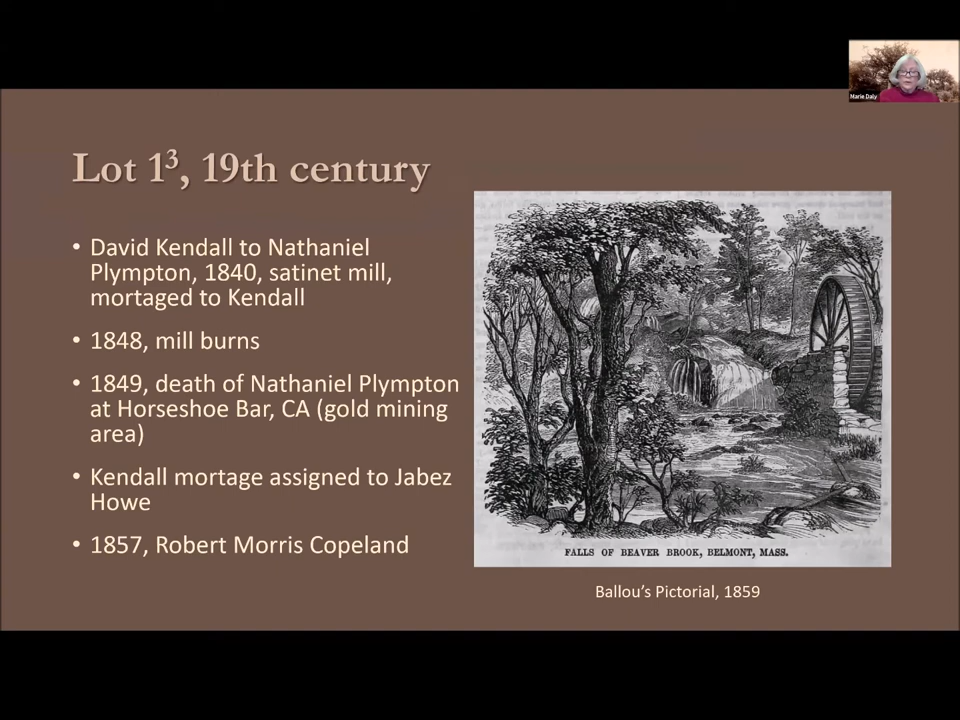 Marie Daly
Lot 1³, 19th century
• David Kendall to Nathaniel
Plympton, 1840, satinet mill,
mortaged to Kendall
• 1848, mill burns
• 1849, death of Nathaniel Plympton
at Horseshoe Bar, CA (gold mining
area)
• Kendall mortage assigned to Jabez
Howe
• 1857, Robert Morris Copeland
FALLS OF BEAVER BROOK, BELMONT, MASS.
Ballou's Pictorial, 1859